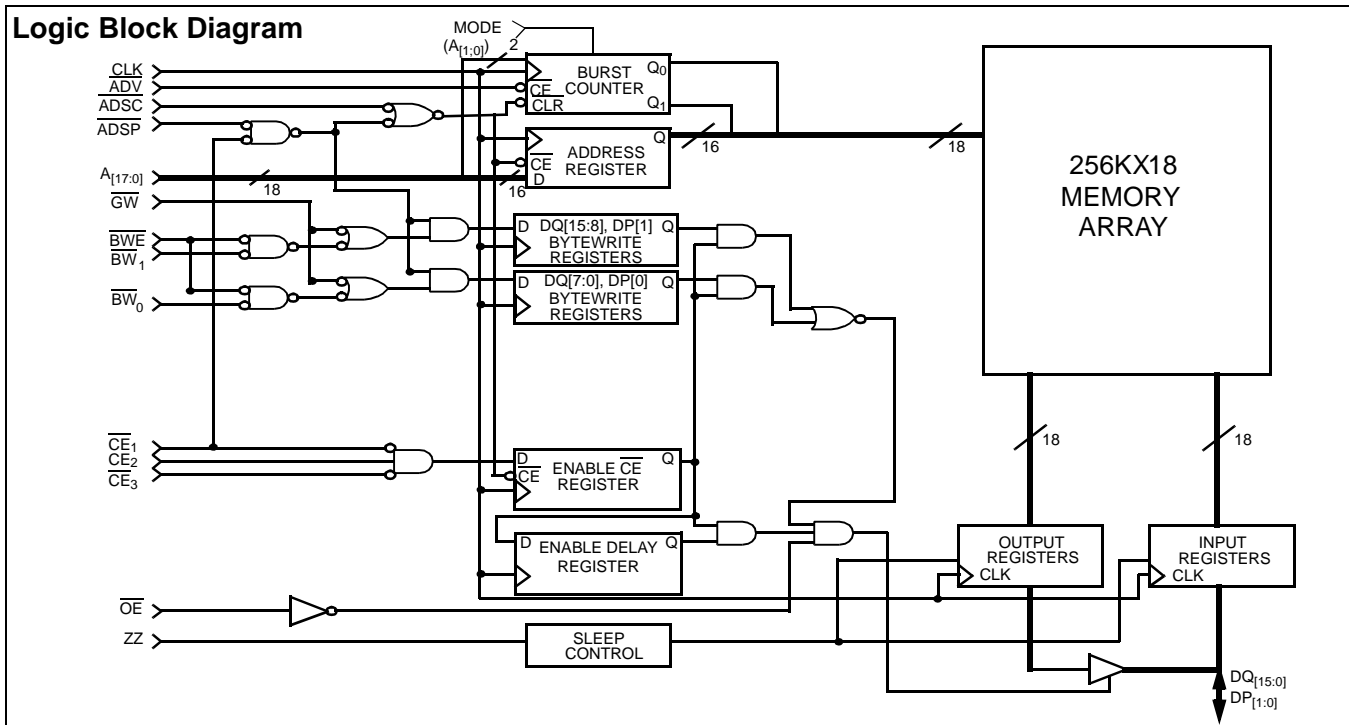 Logic Block Diagram
MODE
(A[1;0]) 2
CLK
ADV
ADSC
ADSP
A[17:0]
GW
BWE
BW1
BW0
CE1
CE2
CE3
OE
ZZ
BURST
COUNTER
CE
CLR
Q0
Q1
ADDRESS
REGISTER
CE
D
Q
18
16
16
18
256KX18
MEMORY
ARRAY
D DQ[15:8], DP[1] Q
BYTEWRITE
REGISTERS
D DQ[7:0], DP[0] Q
BYTEWRITE
REGISTERS
D ENABLE CE Q
CE REGISTER
D ENABLE DELAY Q
REGISTER
SLEEP
CONTROL
18
18
OUTPUT
REGISTERS
CLK
INPUT
REGISTERS
CLK
DQ[15:0]
DP[1:0]